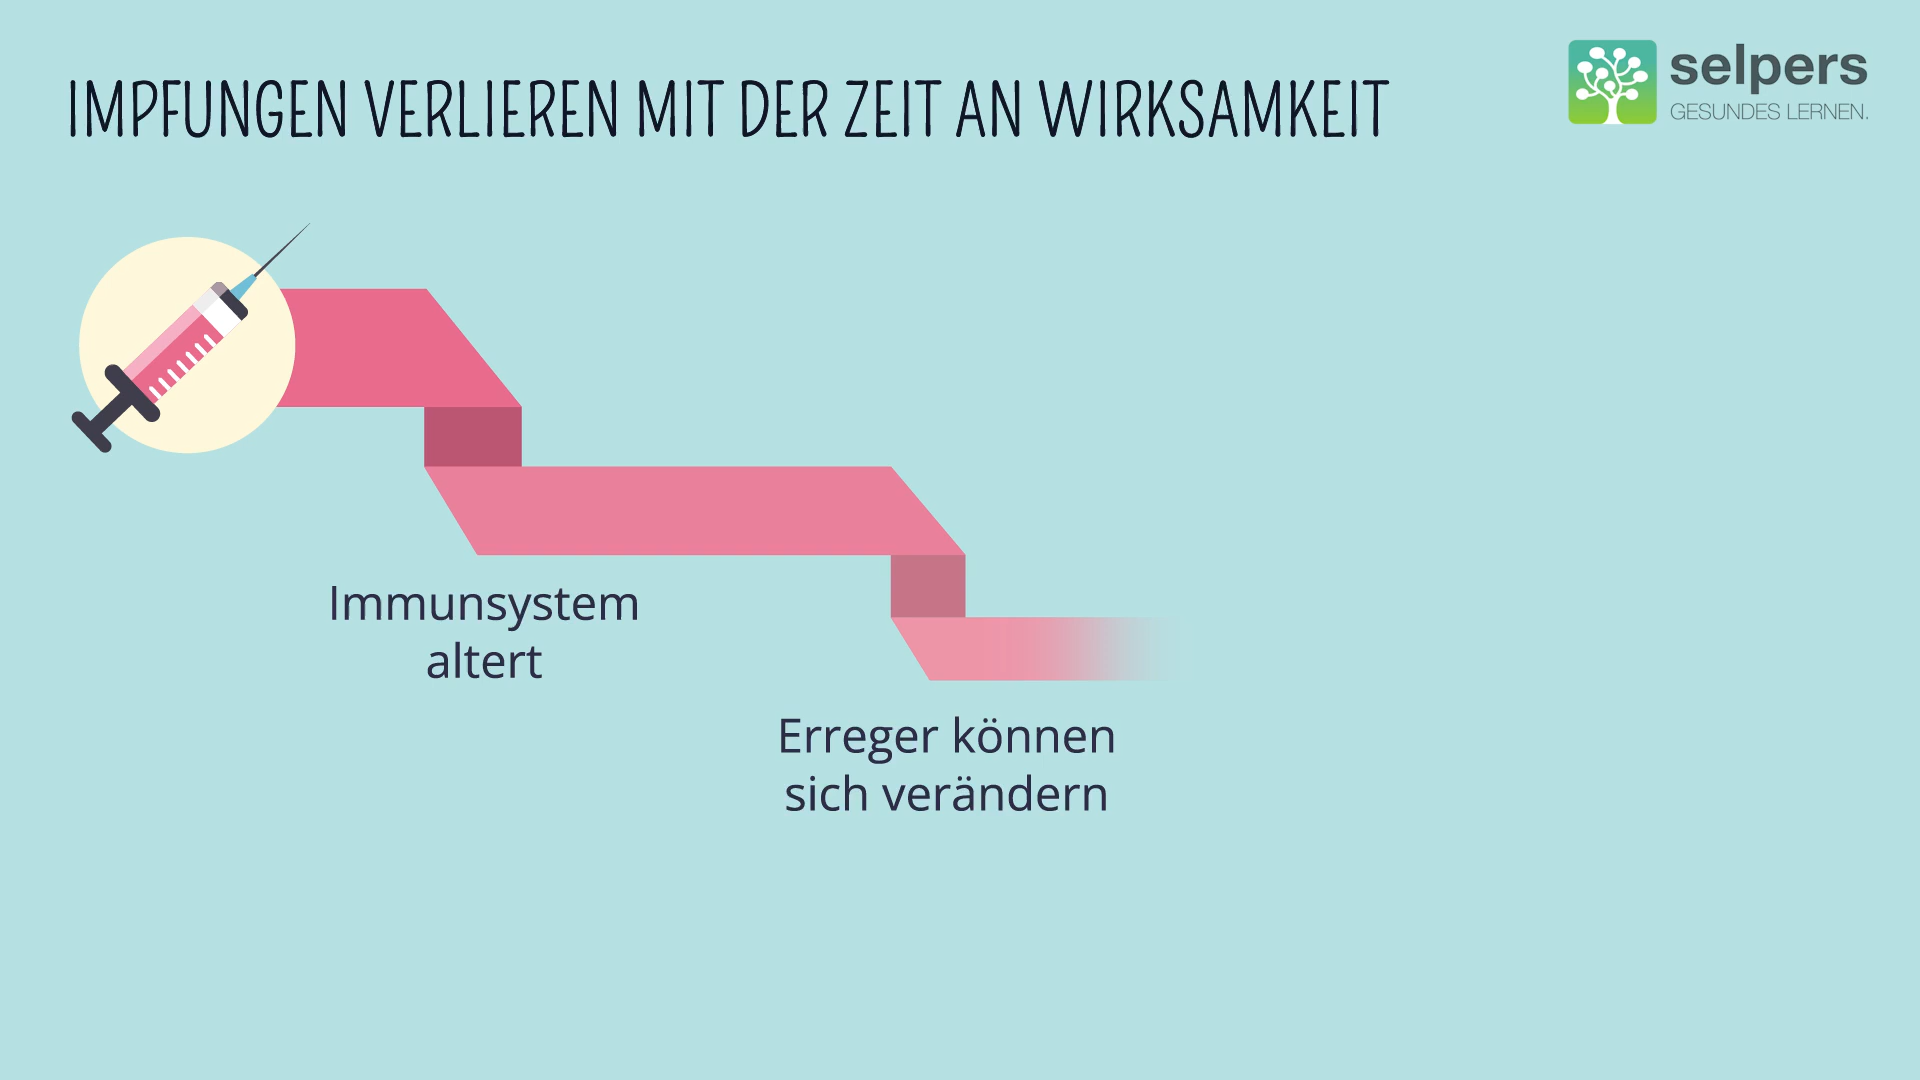 IMPFUNGEN VERLIEREN MIT DER ZEIT AN WIRKSAMKEIT
selpers
GESUNDES LERNEN.
Immunsystem
altert
Erreger können
sich verändern